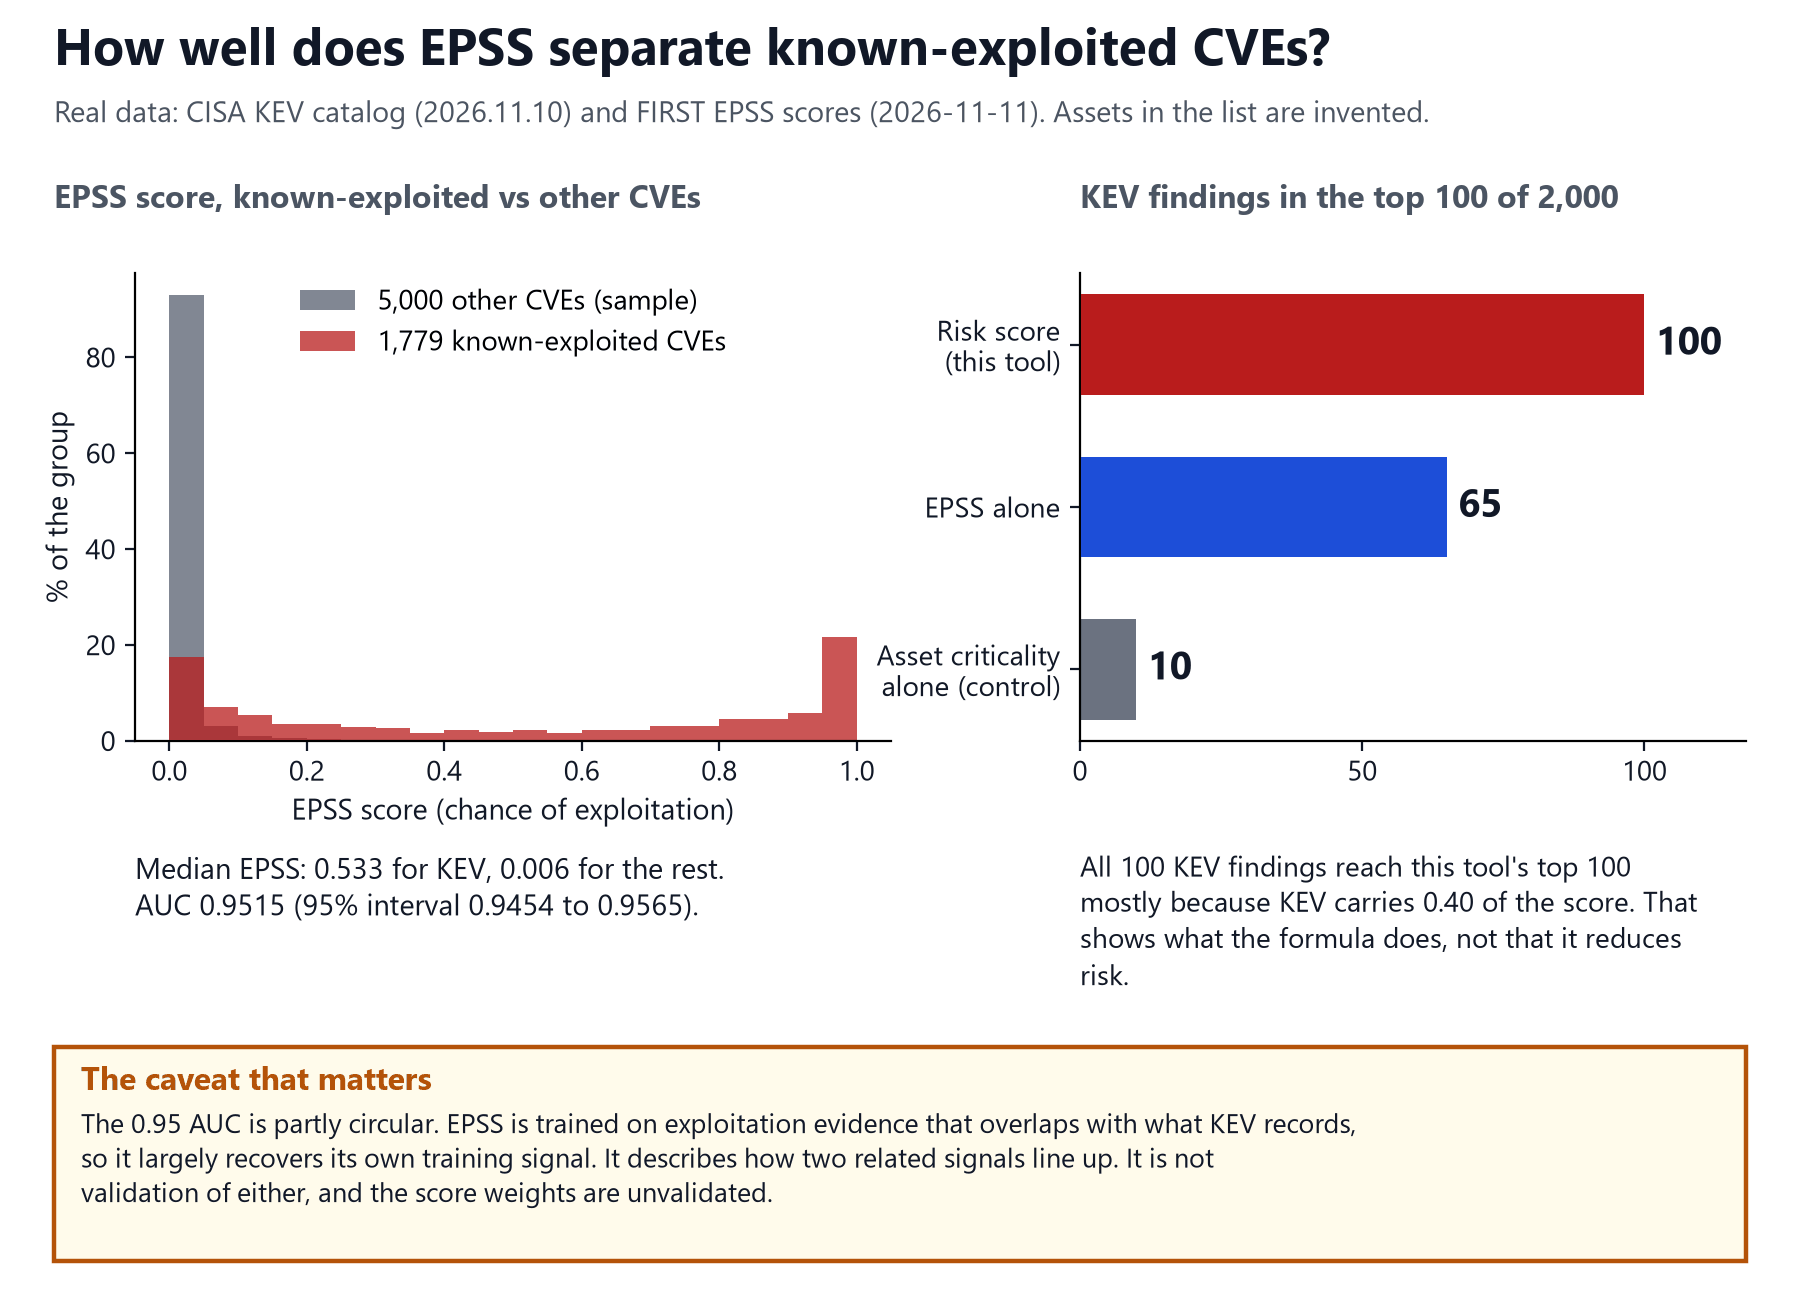 How well does EPSS separate known-exploited CVEs?
Real data: CISA KEV catalog (2026.11.10) and FIRST EPSS scores (2026-11-11). Assets in the list are invented.
EPSS score, known-exploited vs other CVEs
5,000 other CVEs (sample)
1,779 known-exploited CVEs
% of the group
80
60
40
20
0
0.0 0.2 0.4 0.6 0.8 1.0
EPSS score (chance of exploitation)
Median EPSS: 0.533 for KEV, 0.006 for the rest.
AUC 0.9515 (95% interval 0.9454 to 0.9565).
KEV findings in the top 100 of 2,000
Risk score
(this tool)
100
EPSS alone
65
Asset criticality
alone (control)
10
0 50 100
All 100 KEV findings reach this tool's top 100
mostly because KEV carries 0.40 of the score. That
shows what the formula does, not that it reduces
risk.
The caveat that matters
The 0.95 AUC is partly circular. EPSS is trained on exploitation evidence that overlaps with what KEV records,
so it largely recovers its own training signal. It describes how two related signals line up. It is not
validation of either, and the score weights are unvalidated.